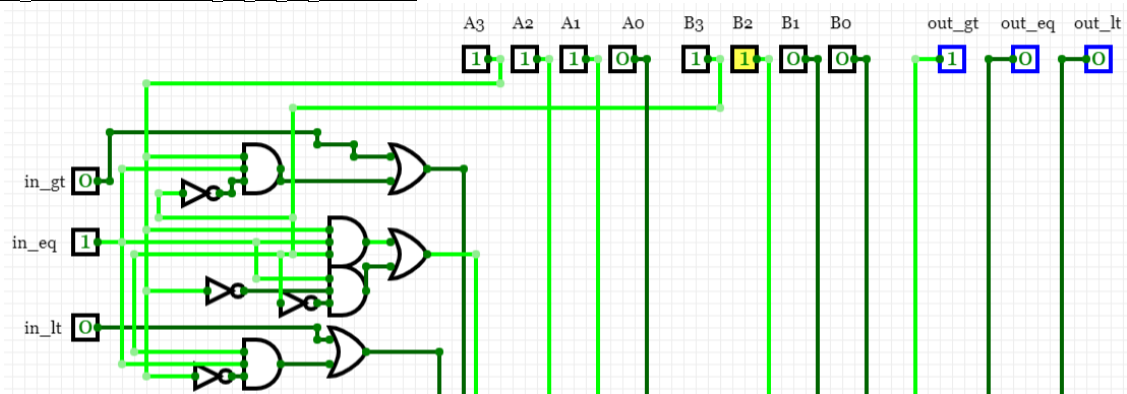 A3 A2 A1 A0 B3 B2 B1 B0 out_gt out_eq out_lt
1 1 1 0 1 1 0 0 1 0 0
in_gt 0
in_eq 1
in_lt 0